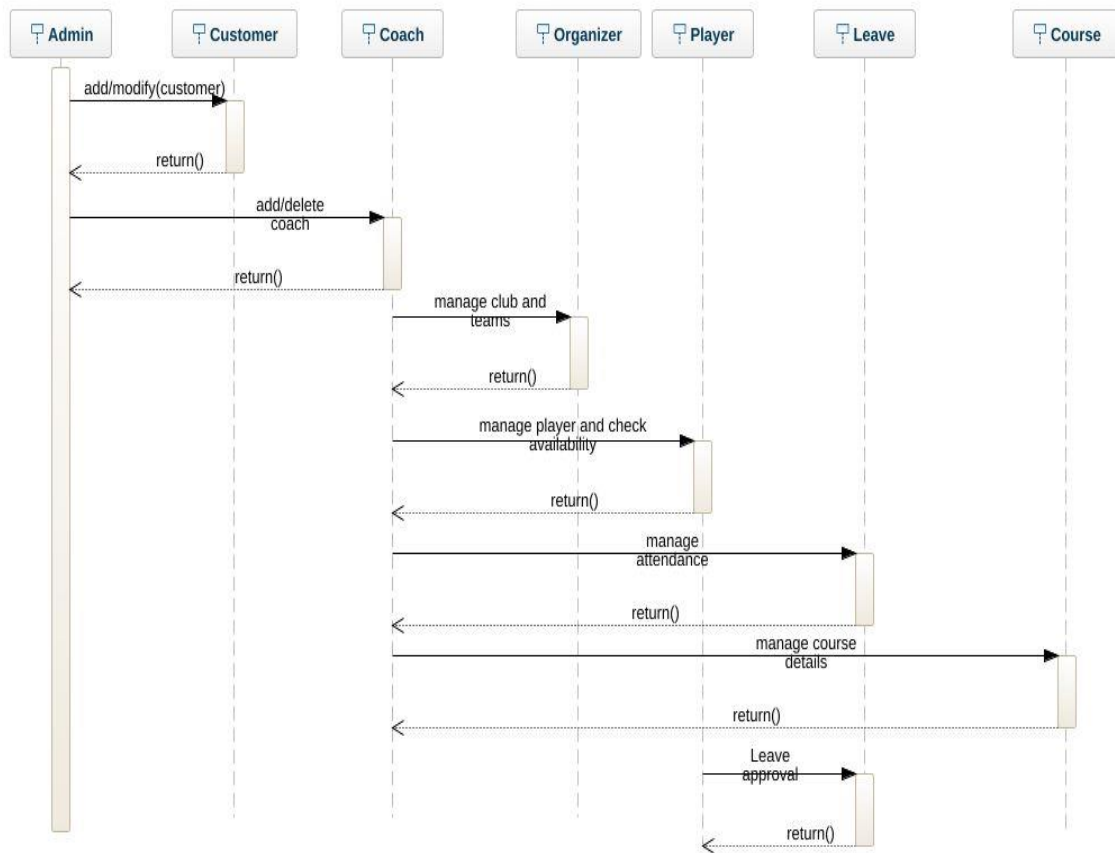 Admin
Customer
Coach
Organizer
Player
Leave
Course
add/modify(customer)
return()
add/delete
coach
return()
manage club and
teams
return()
manage player and check
availability
return()
manage
attendance
return()
manage course
details
return()
Leave
approval
return()